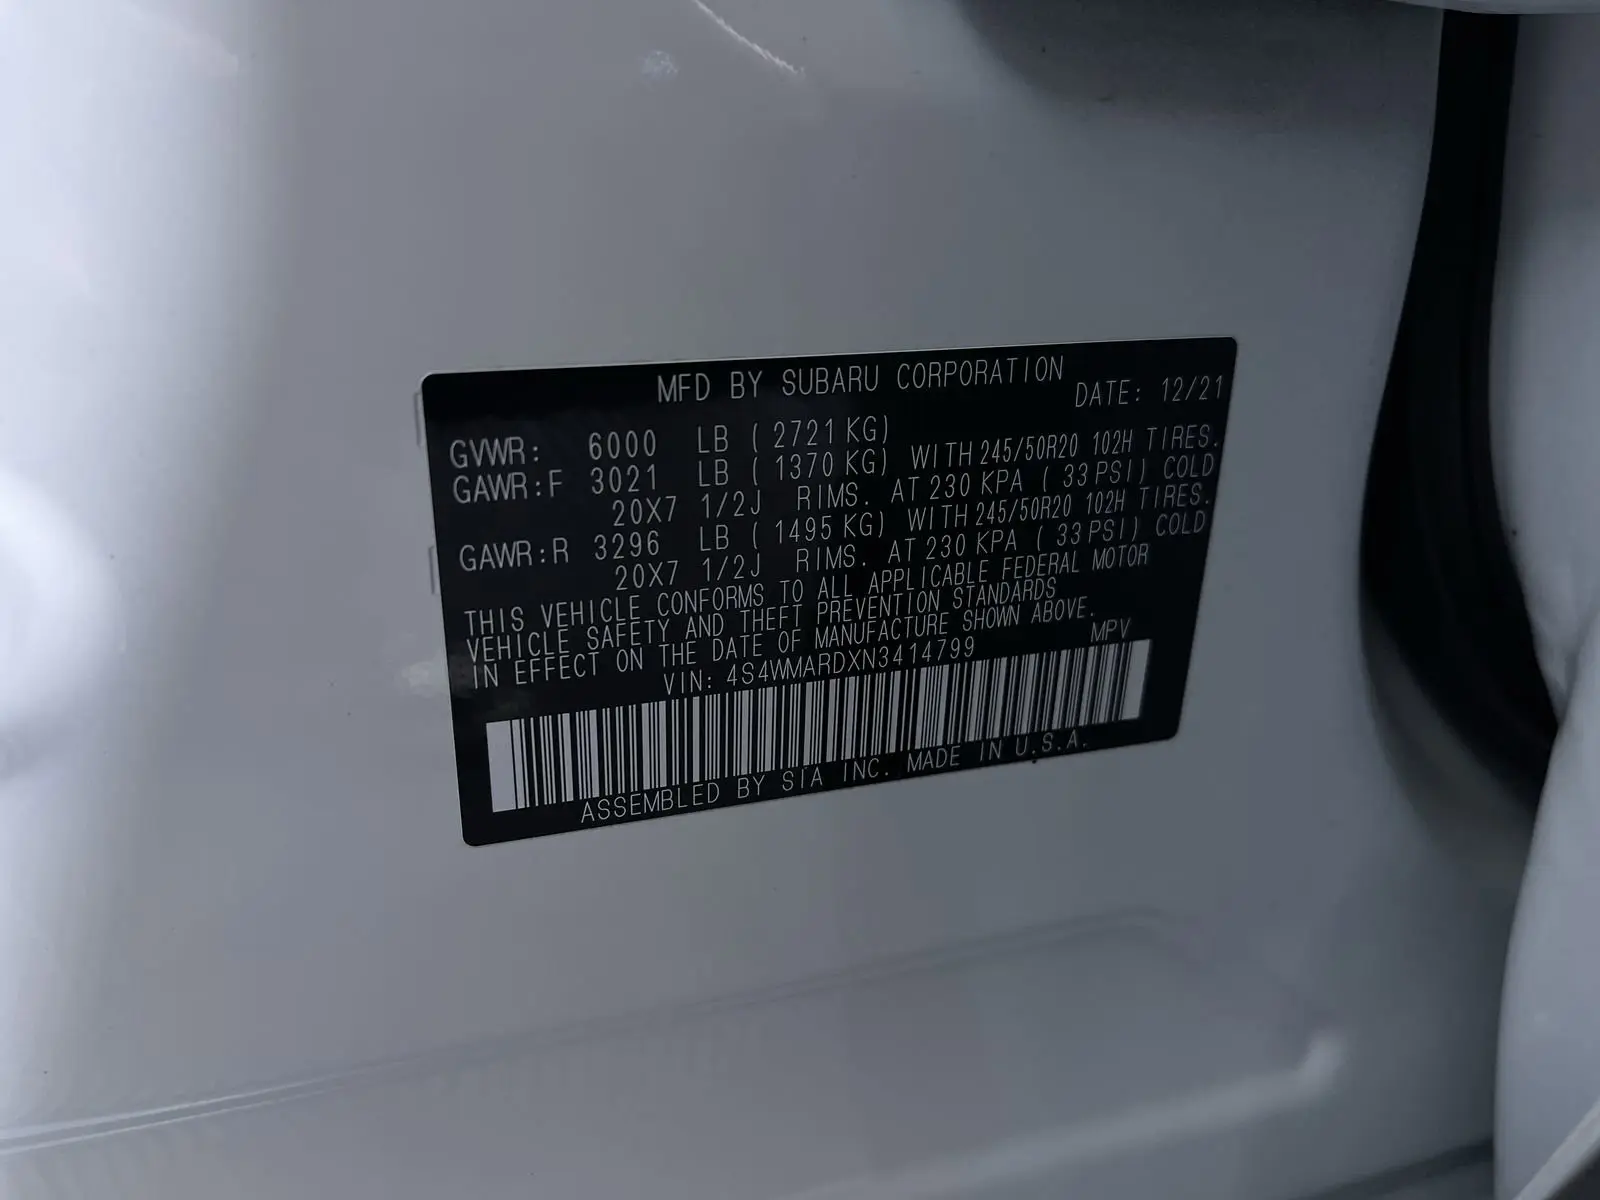 MFD BY SUBARU CORPORATION
DATE: 12/21
GVWR: 6000 LB ( 2721 KG)
GAWR:F 3021 LB ( 1370 KG) WITH 245/50R20 102H TIRES.
20X7 1/2J RIMS. AT 230 KPA ( 33 PSI) COLD
GAWR:R 3296 LB ( 1495 KG) WITH 245/50R20 102H TIRES.
20X7 1/2J RIMS. AT 230 KPA ( 33 PSI) COLD
THIS VEHICLE CONFORMS TO ALL APPLICABLE FEDERAL MOTOR
VEHICLE SAFETY AND THEFT PREVENTION STANDARDS
IN EFFECT ON THE DATE OF MANUFACTURE SHOWN ABOVE.
VIN: 4S4WMARDXN3414799 MPV
ASSEMBLED BY SIA INC. MADE IN U.S.A.